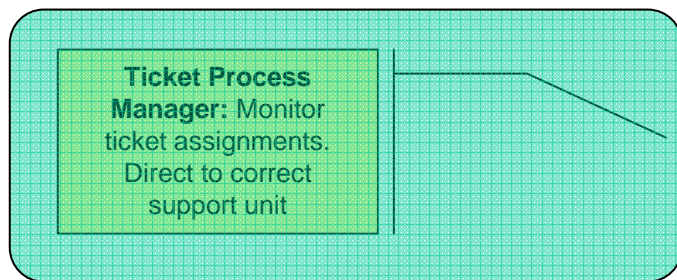 Ticket Process
Manager: Monitor
ticket assignments.
Direct to correct
support unit